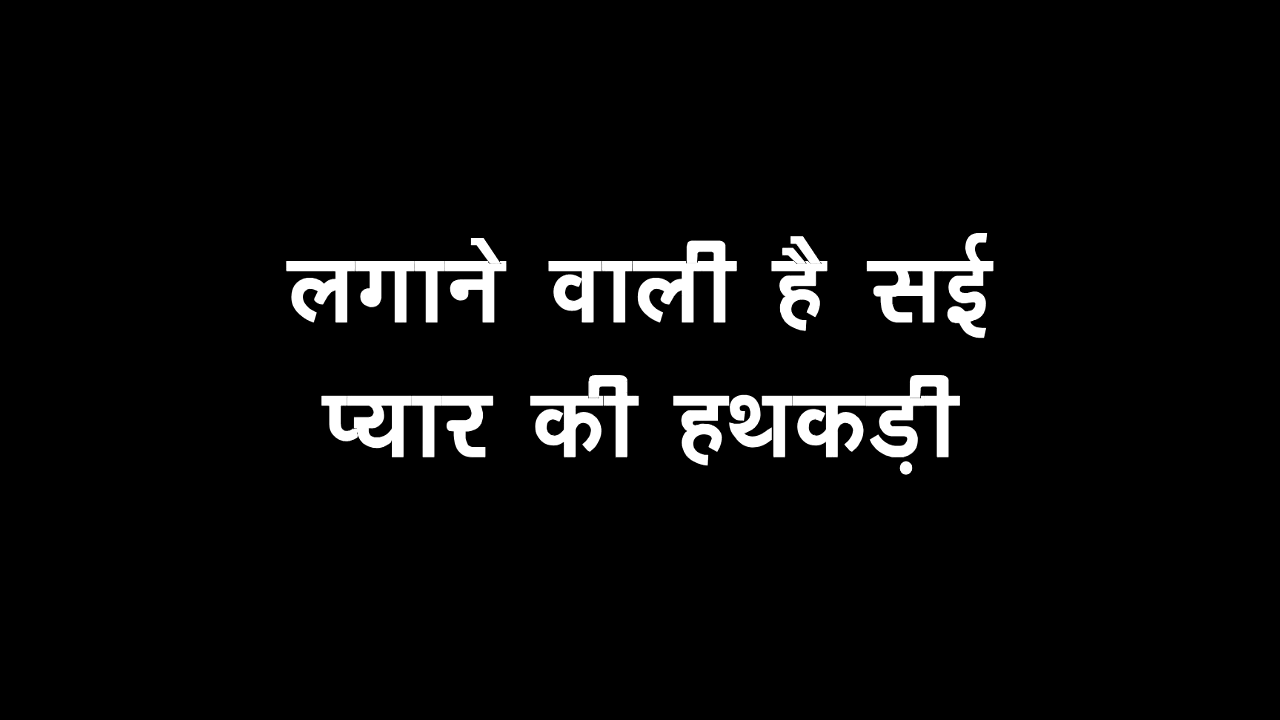 लगाने वाली है सई
प्यार की हथकड़ी